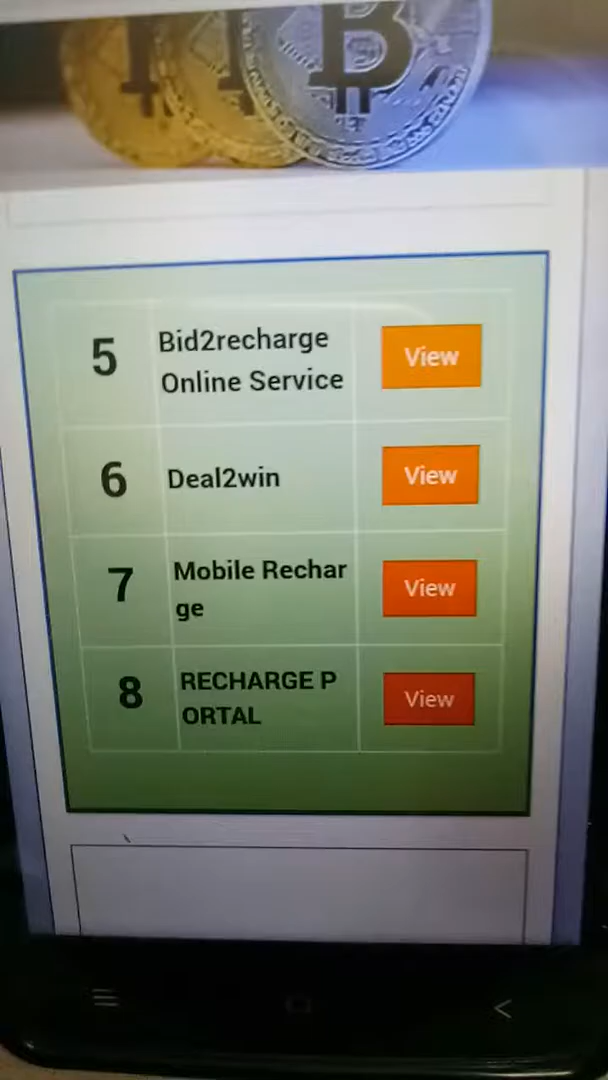 B
5
Bid2recharge
Online Service
View
6
Deal2win
View
7
Mobile Rechar
ge
View
8
RECHARGE P
ORTAL
View